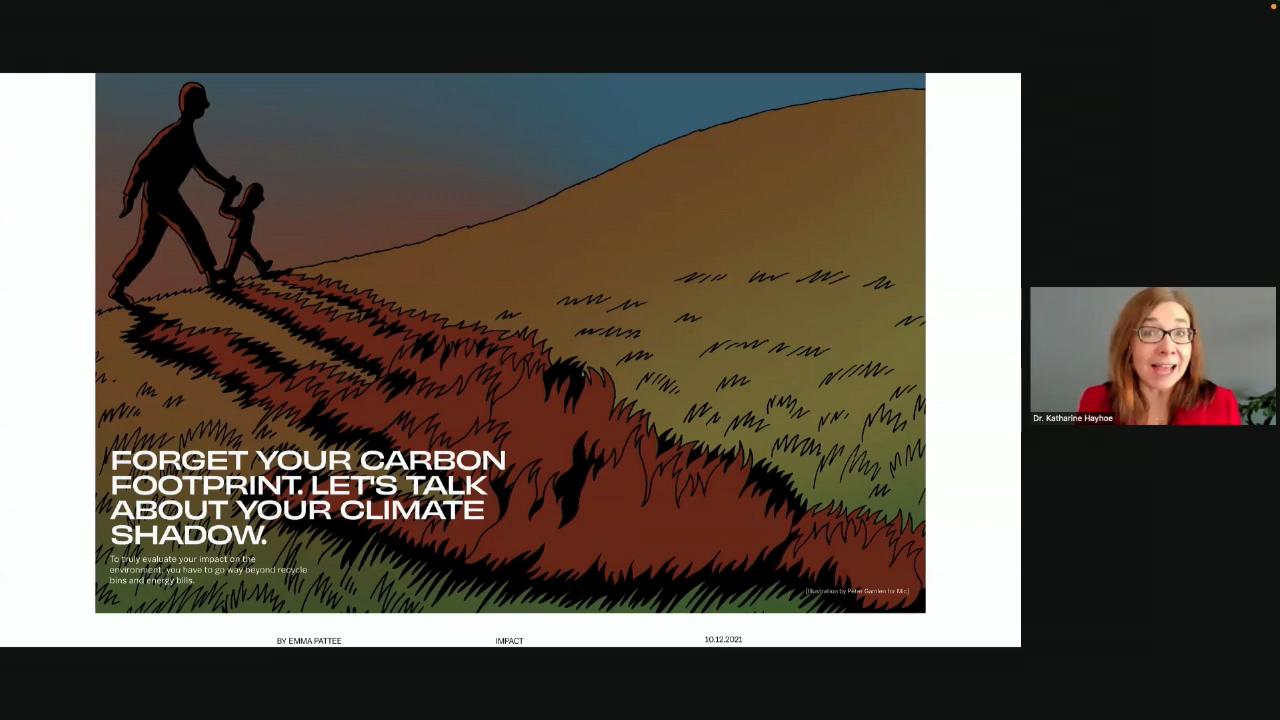 FORGET YOUR CARBON
FOOTPRINT. LET'S TALK
ABOUT YOUR CLIMATE
SHADOW.
To truly evaluate your impact on the
environment, you have to go way beyond recycle
bins and energy bills.
[Illustration by Peter Gamlen for Mic]
BY EMMA PATTEE
IMPACT
10.12.2021
Dr. Katharine Hayhoe